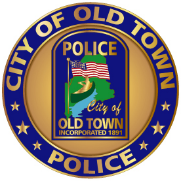 CITY OF OLD TOWN
POLICE
City of
OLD TOWN
INCORPORATED 1891
POLICE